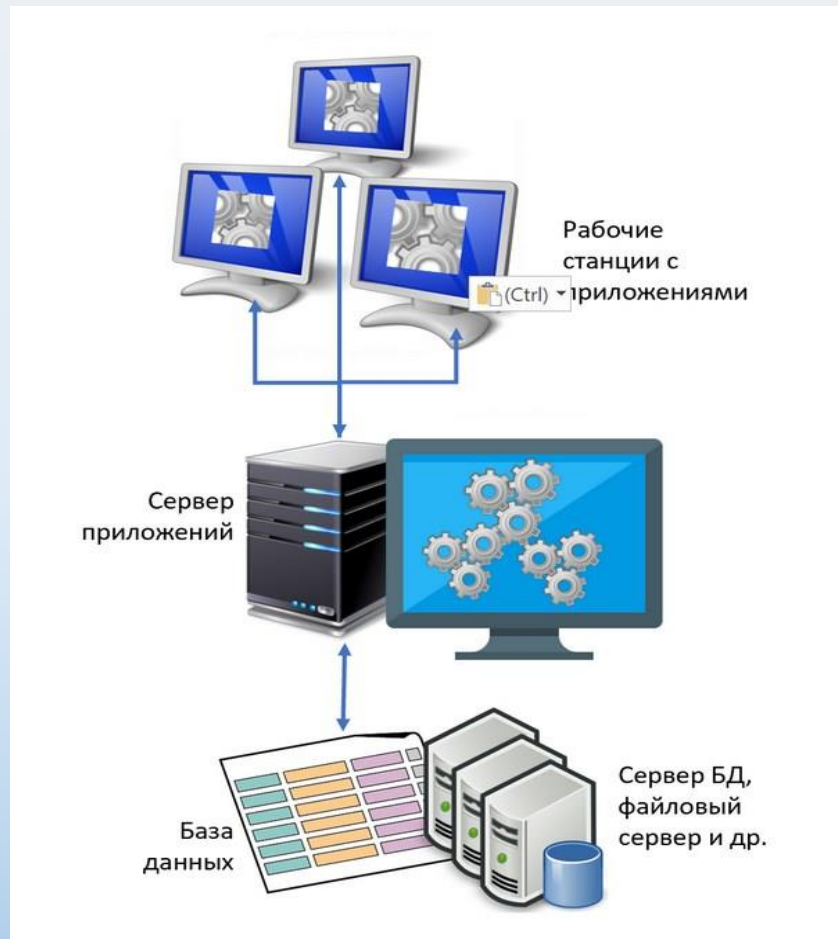 Рабочие
станции с
приложениями
(Ctrl)
Сервер
приложений
Сервер БД,
файловый
сервер и др.
База
данных